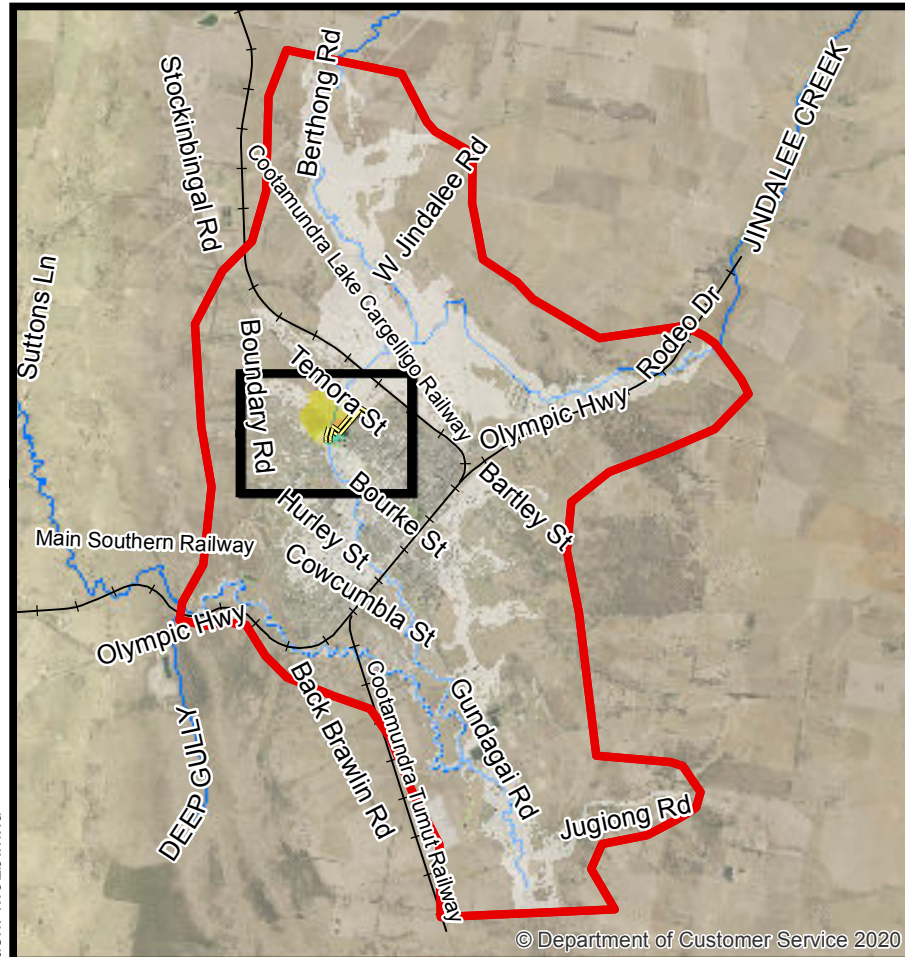 Stockinbingal Rd
Berthong Rd
JINDALEE CREEK
Cootamundra Lake Cargelligo Railway
W Jindalee Rd
Suttons Ln
Rodeo Dr
Boundary Rd
Temora St
Olympic Hwy
Bartley St
Bourke St
Hurley St
Main Southern Railway
Cowcumbla St
Olympic Hwy
Back Brawlin Rd
Cootamundra Tumut Railway
Gundagai Rd
DEEP GULLY
Jugiong Rd
© Department of Customer Service 2020